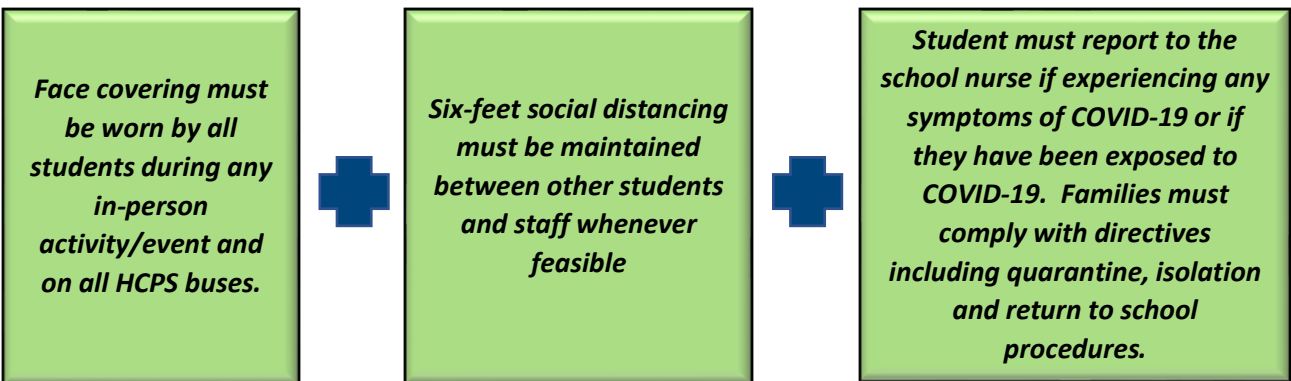 Face covering must
be worn by all
students during any
in-person
activity/event and
on all HCPS buses.
Six-feet social distancing
must be maintained
between other students
and staff whenever
feasible
Student must report to the
school nurse if experiencing any
symptoms of COVID-19 or if
they have been exposed to
COVID-19.  Families must
comply with directives
including quarantine, isolation
and return to school
procedures.